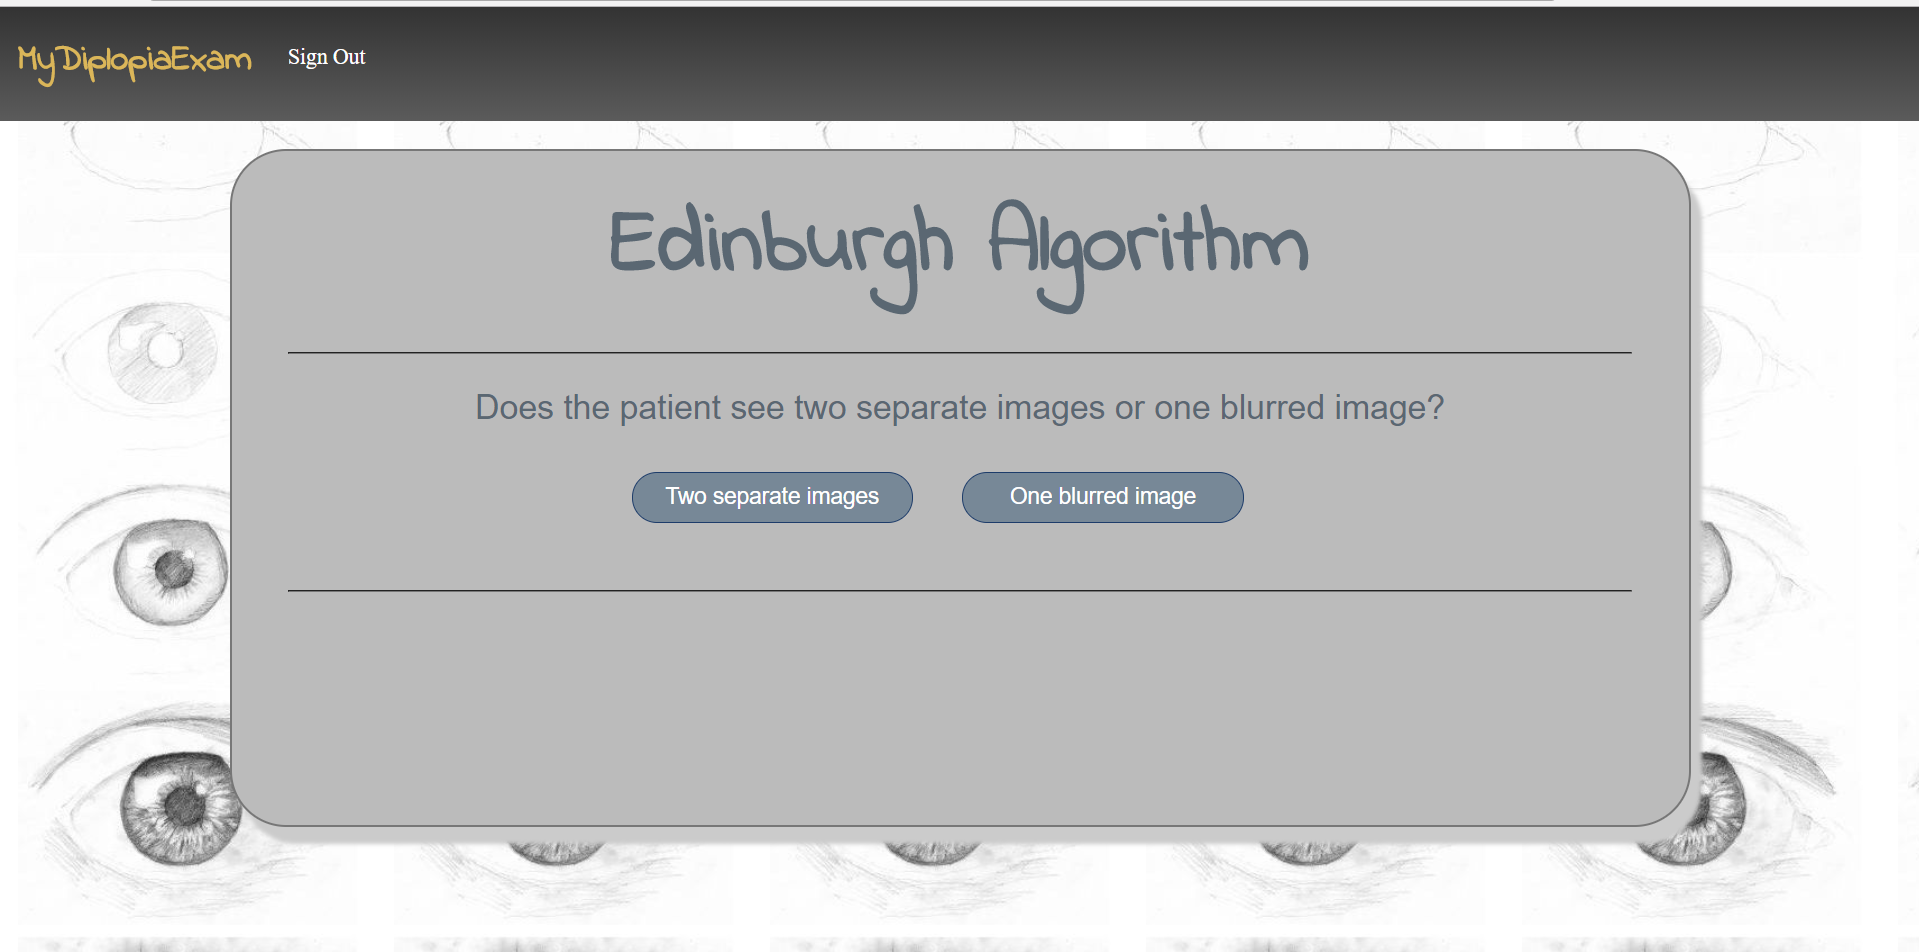 MyDiplopiaExam
Sign Out
Edinburgh Algorithm
Does the patient see two separate images or one blurred image?
Two separate images
One blurred image